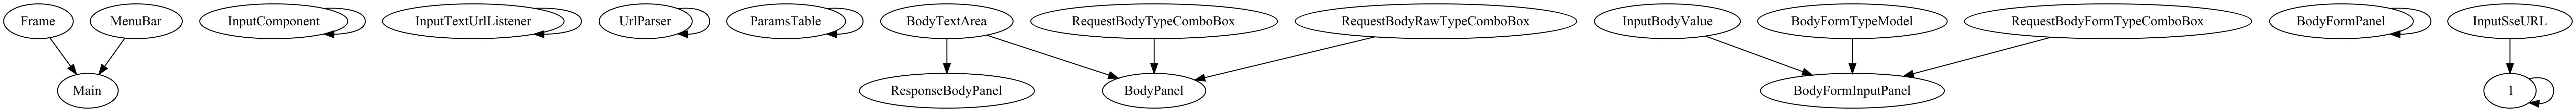 Frame
MenuBar
InputComponent
InputTextUrlListener
UrlParser
ParamsTable
BodyTextArea
RequestBodyTypeComboBox
RequestBodyRawTypeComboBox
InputBodyValue
BodyFormTypeModel
RequestBodyFormTypeComboBox
BodyFormPanel
InputSseURL
Main
ResponseBodyPanel
BodyPanel
BodyFormInputPanel
1